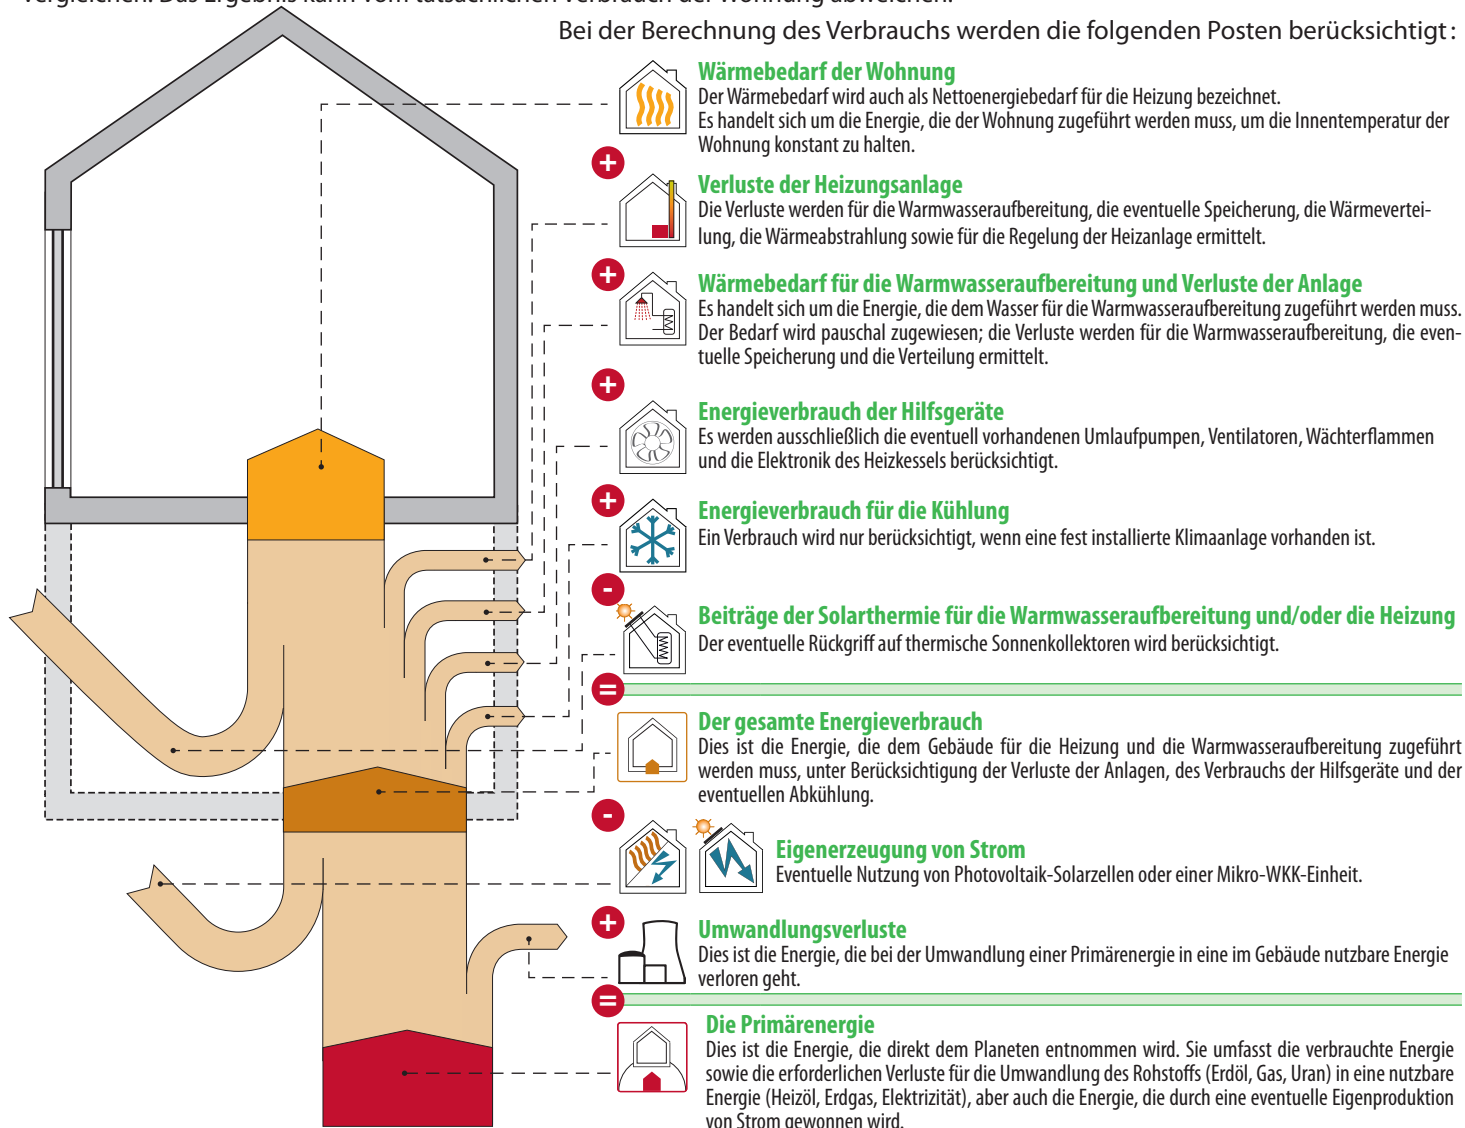 vergleichen. Das Ergebnis kann vom tatsächlichen Verbrauch der Wohnung abweichen.
Bei der Berechnung des Verbrauchs werden die folgenden Posten berücksichtigt :
Wärmebedarf der Wohnung
Der Wärmebedarf wird auch als Nettoenergiebedarf für die Heizung bezeichnet.
Es handelt sich um die Energie, die der Wohnung zugeführt werden muss, um die Innentemperatur der
Wohnung konstant zu halten.
+
Verluste der Heizungsanlage
Die Verluste werden für die Warmwasseraufbereitung, die eventuelle Speicherung, die Wärmevertei-
lung, die Wärmeabstrahlung sowie für die Regelung der Heizanlage ermittelt.
+
Wärmebedarf für die Warmwasseraufbereitung und Verluste der Anlage
Es handelt sich um die Energie, die dem Wasser für die Warmwasseraufbereitung zugeführt werden muss.
Der Bedarf wird pauschal zugewiesen; die Verluste werden für die Warmwasseraufbereitung, die even-
tuelle Speicherung und die Verteilung ermittelt.
+
Energieverbrauch der Hilfsgeräte
Es werden ausschließlich die eventuell vorhandenen Umlaufpumpen, Ventilatoren, Wächterflammen
und die Elektronik des Heizkessels berücksichtigt.
+
Energieverbrauch für die Kühlung
Ein Verbrauch wird nur berücksichtigt, wenn eine fest installierte Klimaanlage vorhanden ist.
-
Beiträge der Solarthermie für die Warmwasseraufbereitung und/oder die Heizung
Der eventuelle Rückgriff auf thermische Sonnenkollektoren wird berücksichtigt.
=
Der gesamte Energieverbrauch
Dies ist die Energie, die dem Gebäude für die Heizung und die Warmwasseraufbereitung zugeführt
werden muss, unter Berücksichtigung der Verluste der Anlagen, des Verbrauchs der Hilfsgeräte und der
eventuellen Abkühlung.
-
Eigenerzeugung von Strom
Eventuelle Nutzung von Photovoltaik-Solarzellen oder einer Mikro-WKK-Einheit.
+
Umwandlungsverluste
Dies ist die Energie, die bei der Umwandlung einer Primärenergie in eine im Gebäude nutzbare Energie
verloren geht.
=
Die Primärenergie
Dies ist die Energie, die direkt dem Planeten entnommen wird. Sie umfasst die verbrauchte Energie
sowie die erforderlichen Verluste für die Umwandlung des Rohstoffs (Erdöl, Gas, Uran) in eine nutzbare
Energie (Heizöl, Erdgas, Elektrizität), aber auch die Energie, die durch eine eventuelle Eigenproduktion
von Strom gewonnen wird.